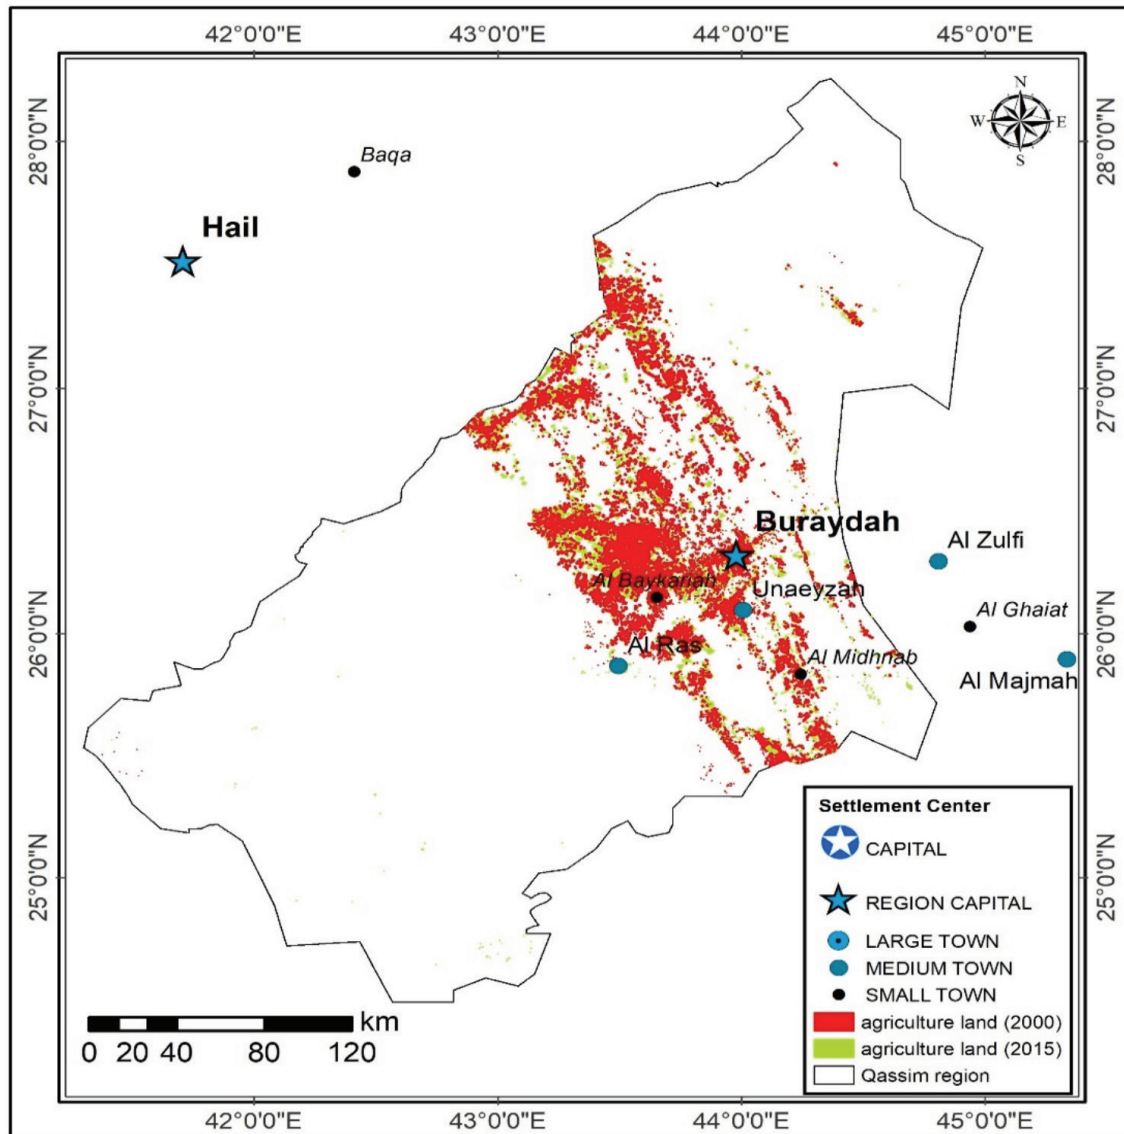 42°0'0"E 43°0'0"E 44°0'0"E 45°0'0"E
28°0'0"N
28°0'0"N
N
W E
S
Baqa
Hail
27°0'0"N
27°0'0"N
Buraydah
Al Zulfi
Al Baykariah
Unaeyzah
Al Ghaiat
26°0'0"N
26°0'0"N
Al Ras
Al Midhnab
Al Majmah
25°0'0"N
25°0'0"N
Settlement Center
CAPITAL
REGION CAPITAL
LARGE TOWN
MEDIUM TOWN
SMALL TOWN
agriculture land (2000)
agriculture land (2015)
Qassim region
km
0 20 40 80 120
42°0'0"E 43°0'0"E 44°0'0"E 45°0'0"E